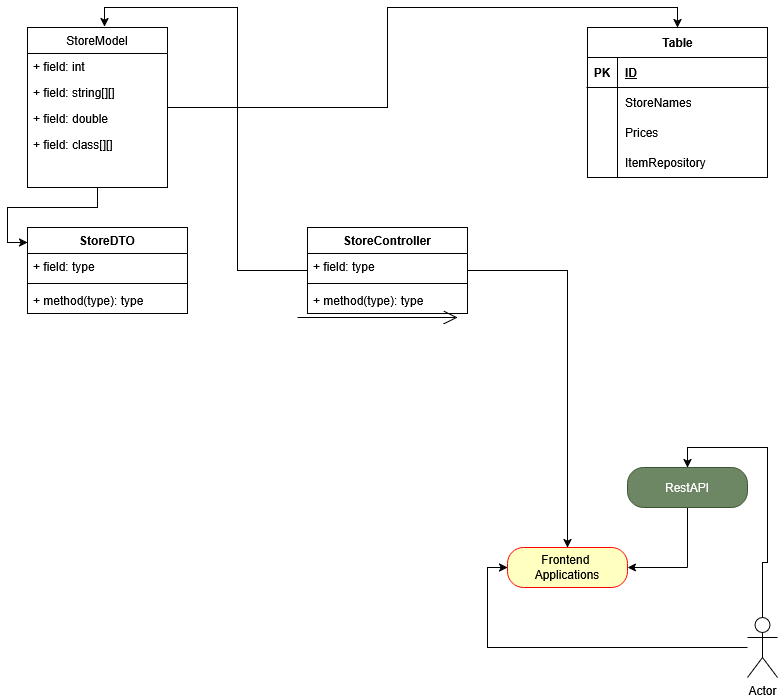 StoreModel
+ field: int
+ field: string[][]
+ field: double
+ field: class[][]
Table
PK ID
StoreNames
Prices
ItemRepository
StoreDTO
+ field: type
+ method(type): type
StoreController
+ field: type
+ method(type): type
RestAPI
Frontend
Applications
Actor